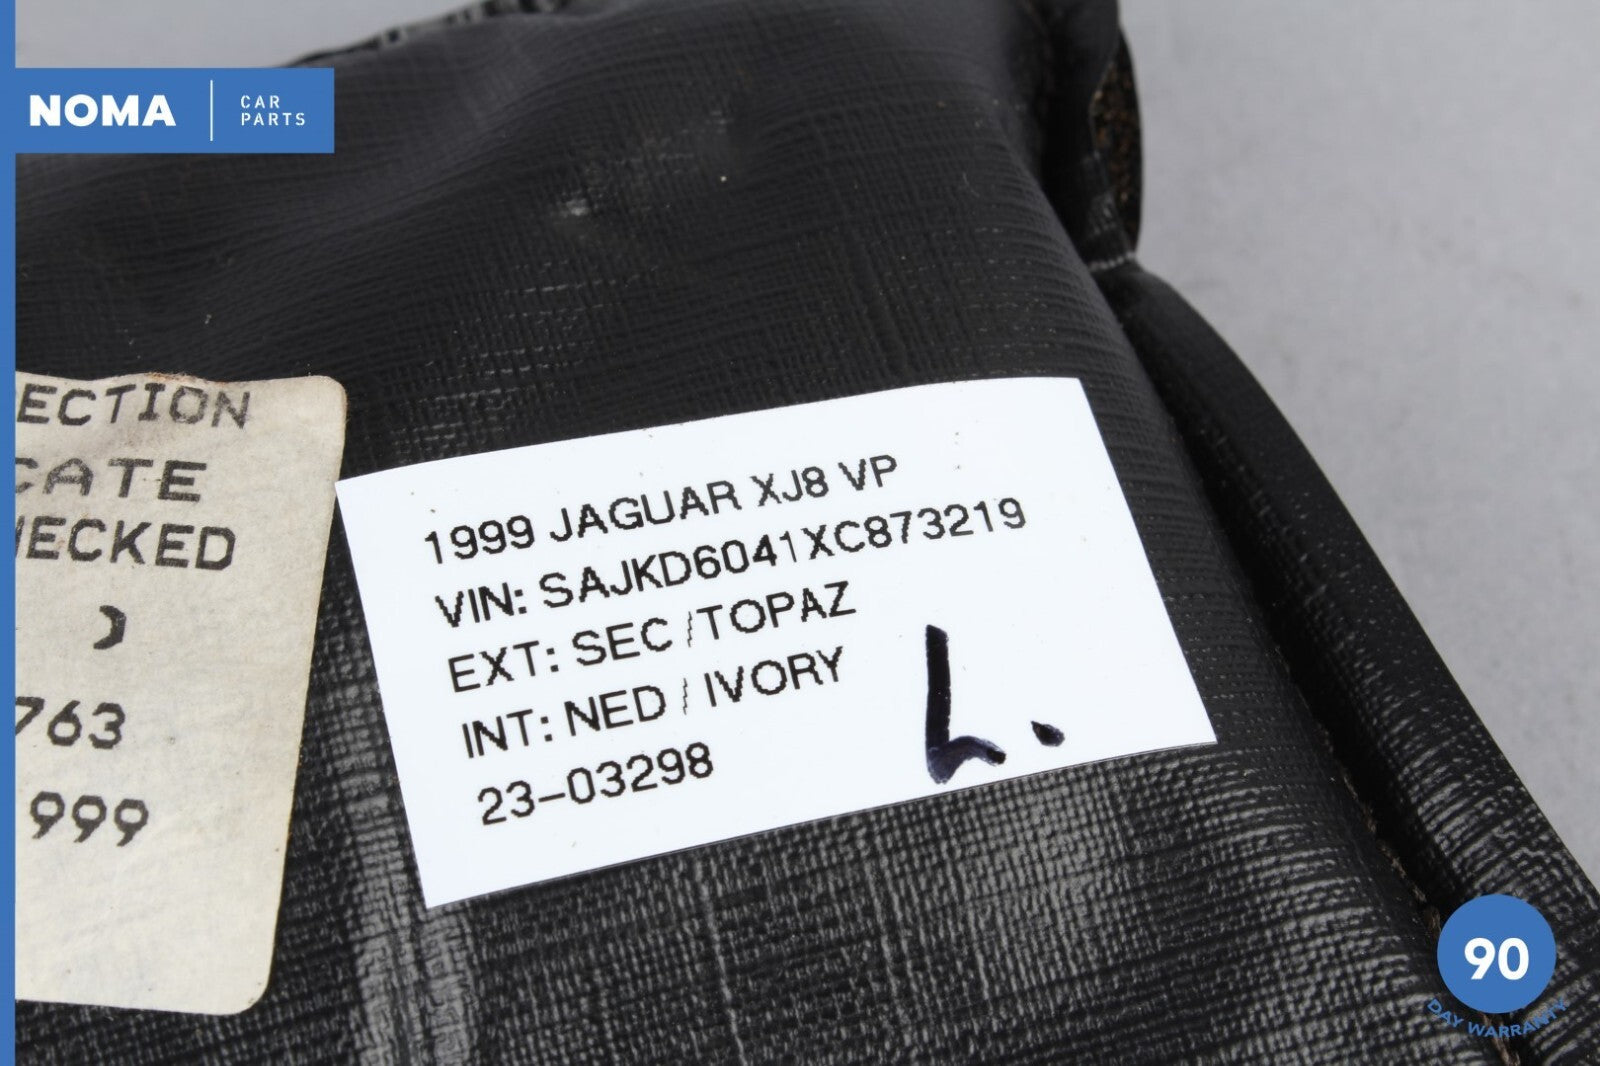 NOMA
CAR
PARTS
ECTION
CATE
HECKED
763
999
1999 JAGUAR XJ8 VP
VIN: SAJKD6041XC873219
EXT: SEC /TOPAZ
INT: NED / IVORY
23-03298
L.
90
DAY WARRANTY